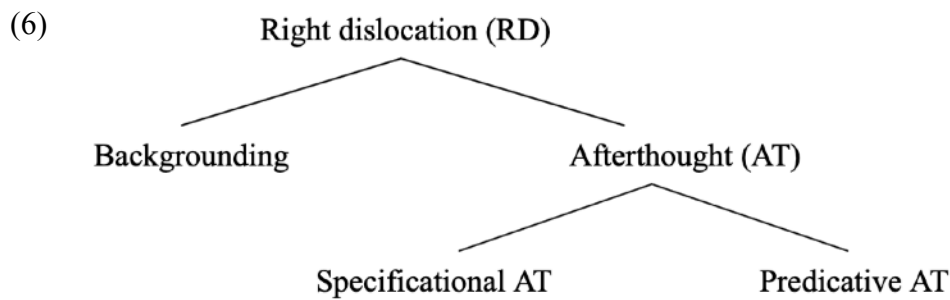 (6) Right dislocation (RD)
Backgrounding Afterthought (AT)
Specificational AT Predicative AT